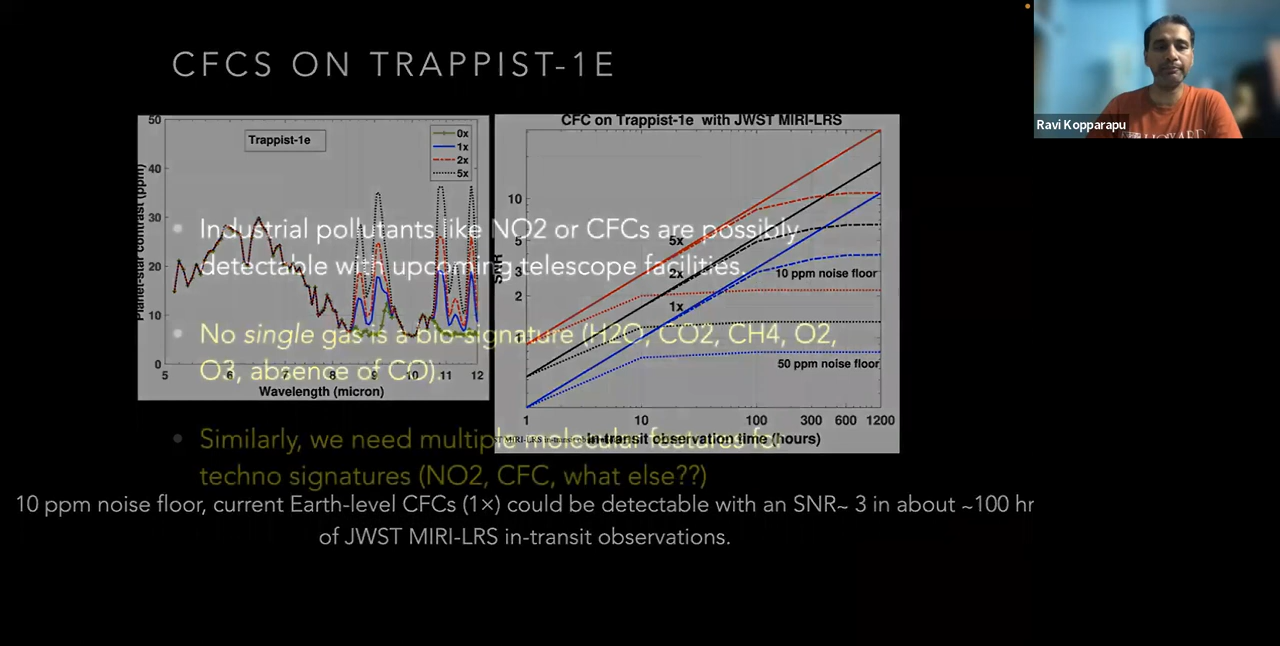 CFCS ON TRAPPIST-1E
Ravi Kopparapu
Trappist-1e
0x
1x
2x
5x
50
40
30
20
10
0
Planet-star contrast (ppm)
5 6 7 8 9 10 11 12
Wavelength (micron)
CFC on Trappist-1e with JWST MIRI-LRS
10
5
3
2
1
SNR
5x
2x
1x
10 ppm noise floor
50 ppm noise floor
1 10 100 300 600 1200
in-transit observation time (hours)
• Industrial pollutants like NO2 or CFCs are possibly
detectable with upcoming telescope facilities.
• No single gas is a bio-signature (H2O, CO2, CH4, O2,
O3, absence of CO).
• Similarly, we need multiple molecular features for
techno signatures (NO2, CFC, what else??)
10 ppm noise floor, current Earth-level CFCs (1×) could be detectable with an SNR~ 3 in about ~100 hr
of JWST MIRI-LRS in-transit observations.